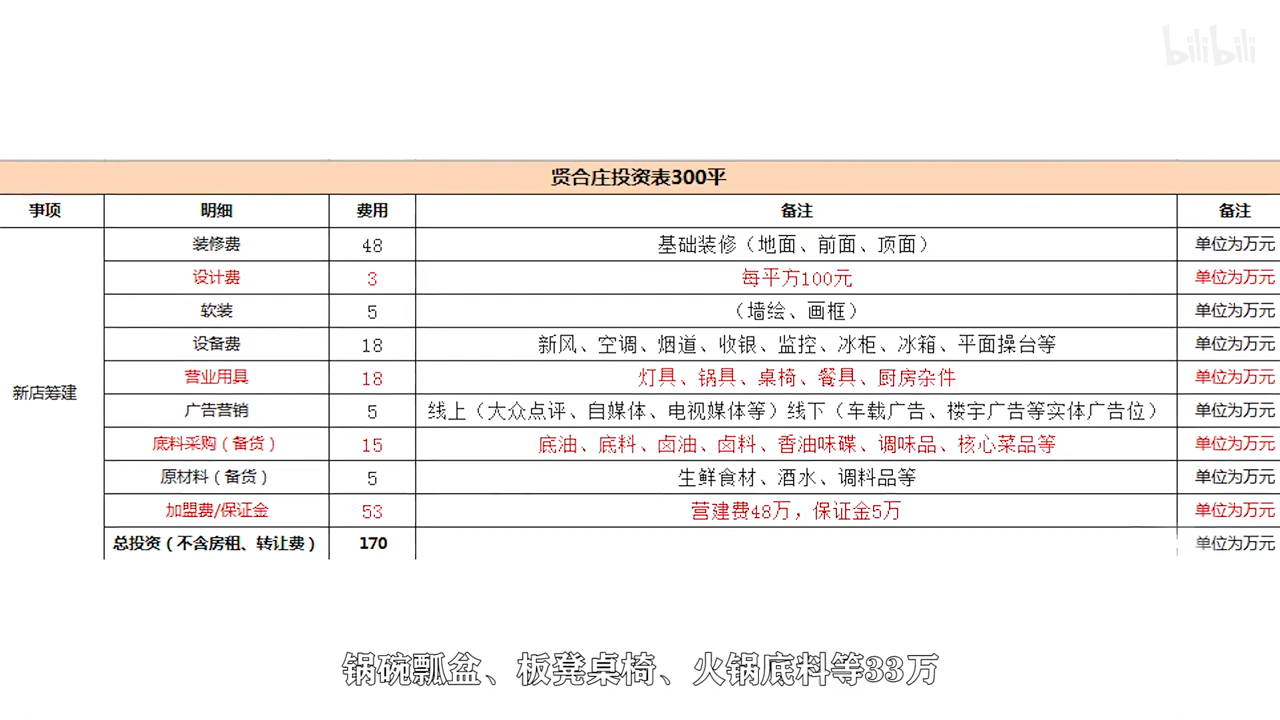 bilibili
贤合庄投资表300平
事项 明细 费用 备注 备注
装修费 48 基础装修（地面、前面、顶面） 单位为万元
设计费 3 每平方100元 单位为万元
软装 5 （墙绘、画框） 单位为万元
设备费 18 新风、空调、烟道、收银、监控、冰柜、冰箱、平面操台等 单位为万元
新店筹建 营业用具 18 灯具、锅具、桌椅、餐具、厨房杂件 单位为万元
广告营销 5 线上（大众点评、自媒体、电视媒体等）线下（车载广告、楼宇广告等实体广告位） 单位为万元
底料采购（备货） 15 底油、底料、卤油、卤料、香油味碟、调味品、核心菜品等 单位为万元
原材料（备货） 5 生鲜食材、酒水、调料品等 单位为万元
加盟费/保证金 53 营建费48万，保证金5万 单位为万元
总投资（不含房租、转让费） 170 单位为万元
锅碗瓢盆、板凳桌椅、火锅底料等33万